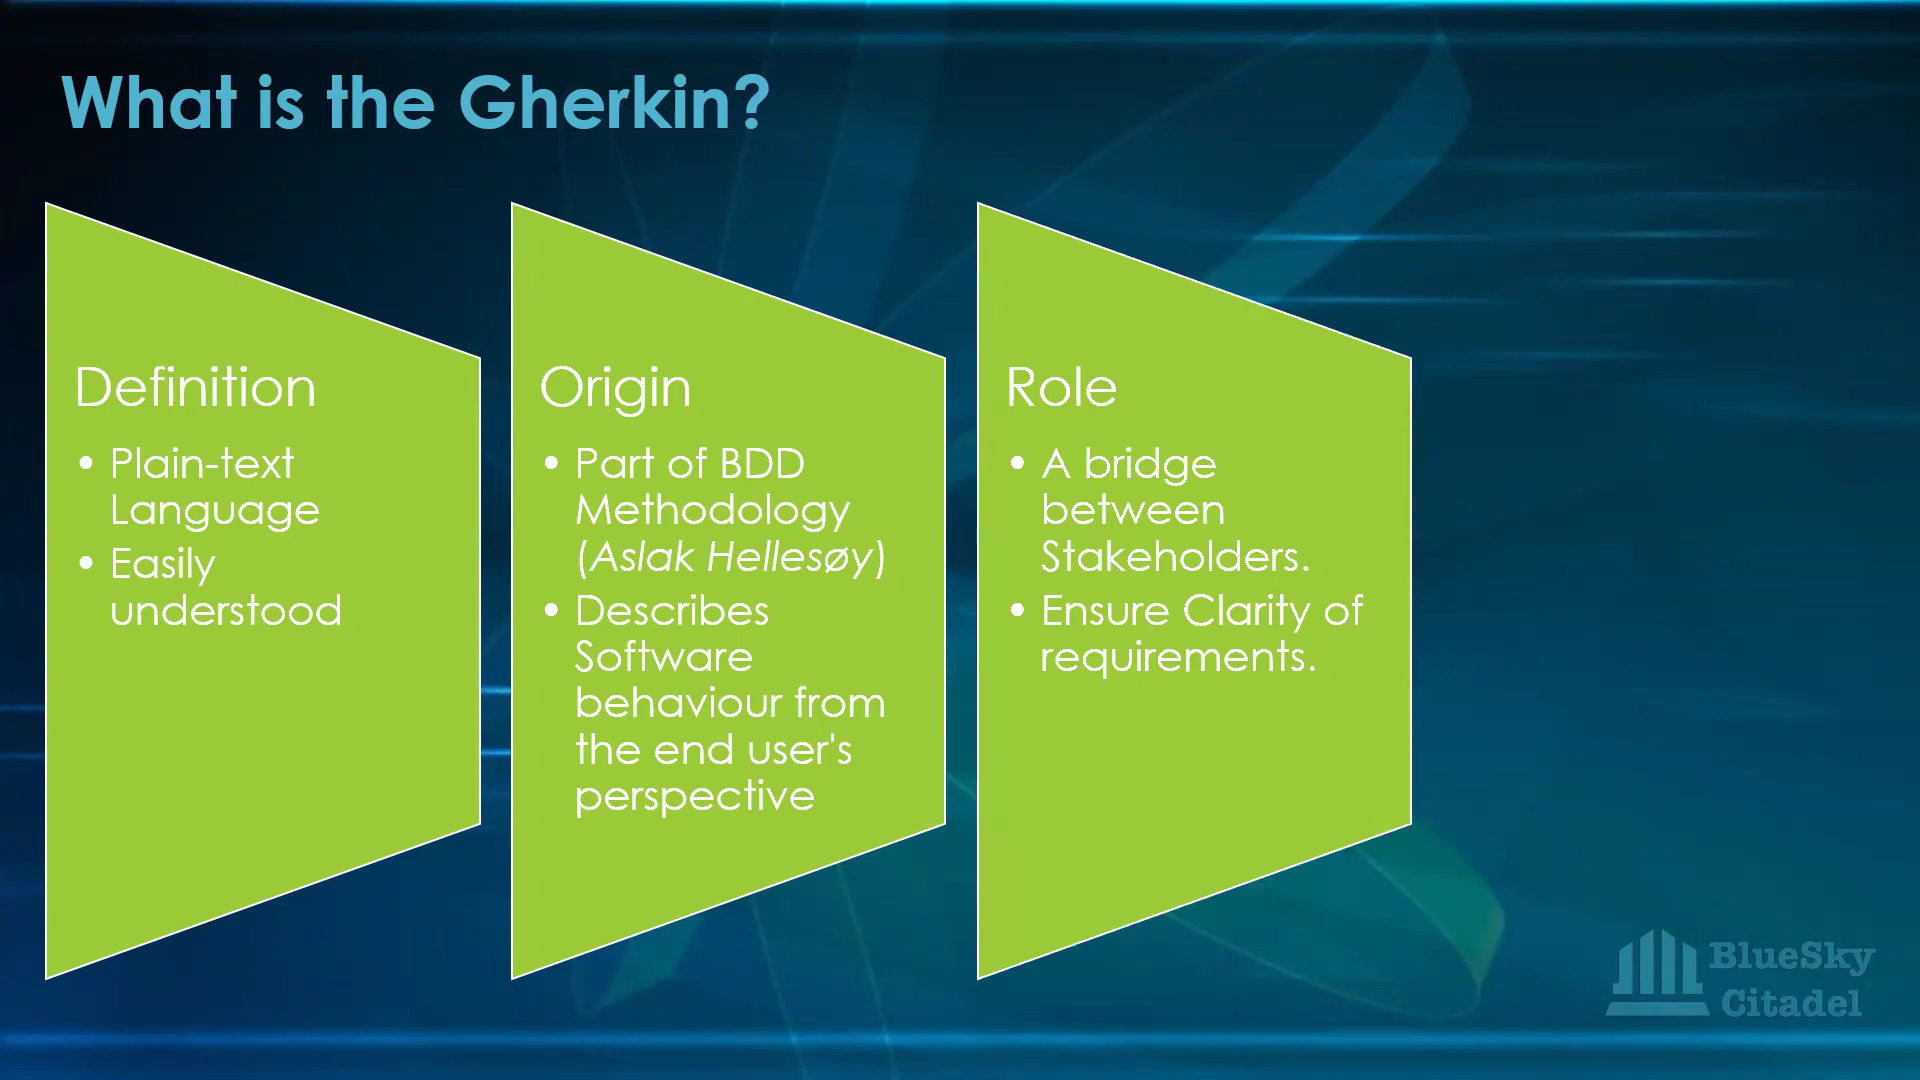 What is the Gherkin?
Definition
• Plain-text
Language
• Easily
understood
Origin
• Part of BDD
Methodology
(Aslak Hellesøy)
• Describes
Software
behaviour from
the end user's
perspective
Role
• A bridge
between
Stakeholders.
• Ensure Clarity of
requirements.
BlueSky
Citadel